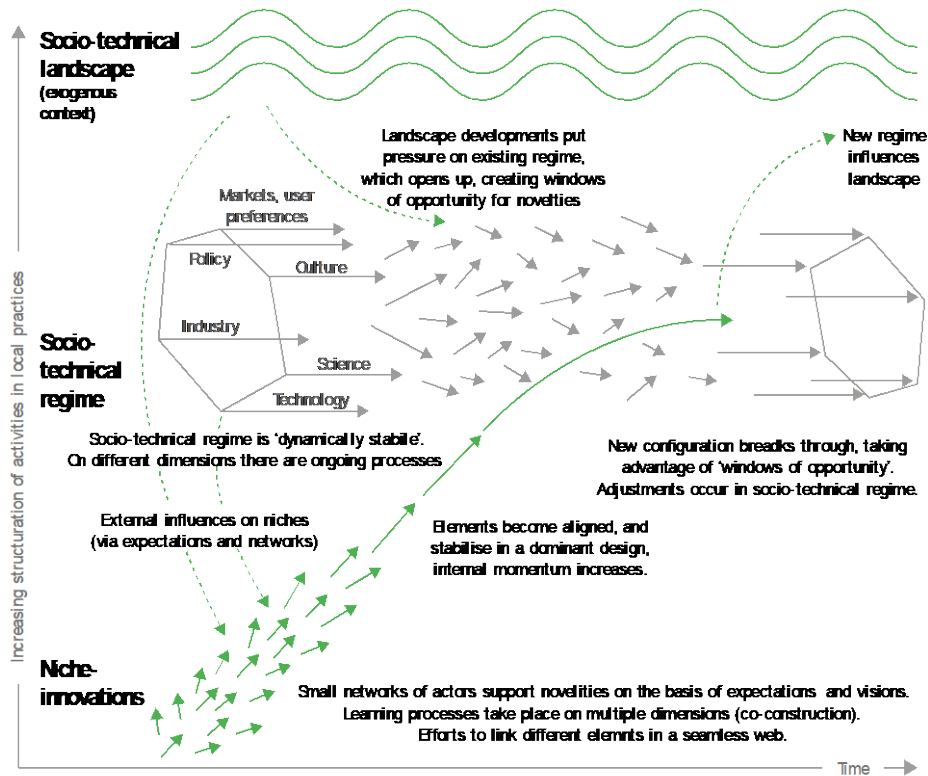 Socio-technical
landscape
(exogenous
context)
Landscape developments put
pressure on existing regime,
which opens up, creating windows
of opportunity for novelties
New regime
influences
landscape
Markets, user
preferences
Policy
Culture
Industry
Science
Technology
Socio-
technical
regime
Increasing structuration of activities in local practices
Socio-technical regime is ‘dynamically stabile’.
On different dimensions there are ongoing processes
New configuration breadks through, taking
advantage of ‘windows of opportunity’.
Adjustments occur in socio-technical regime.
External influences on niches
(via expectations and networks)
Elements become aligned, and
stabilise in a dominant design,
internal momentum increases.
Niche-
innovations
Small networks of actors support novelities on the basis of expectations and visions.
Learning processes take place on multiple dimensions (co-construction).
Efforts to link different elemnts in a seamless web.
Time